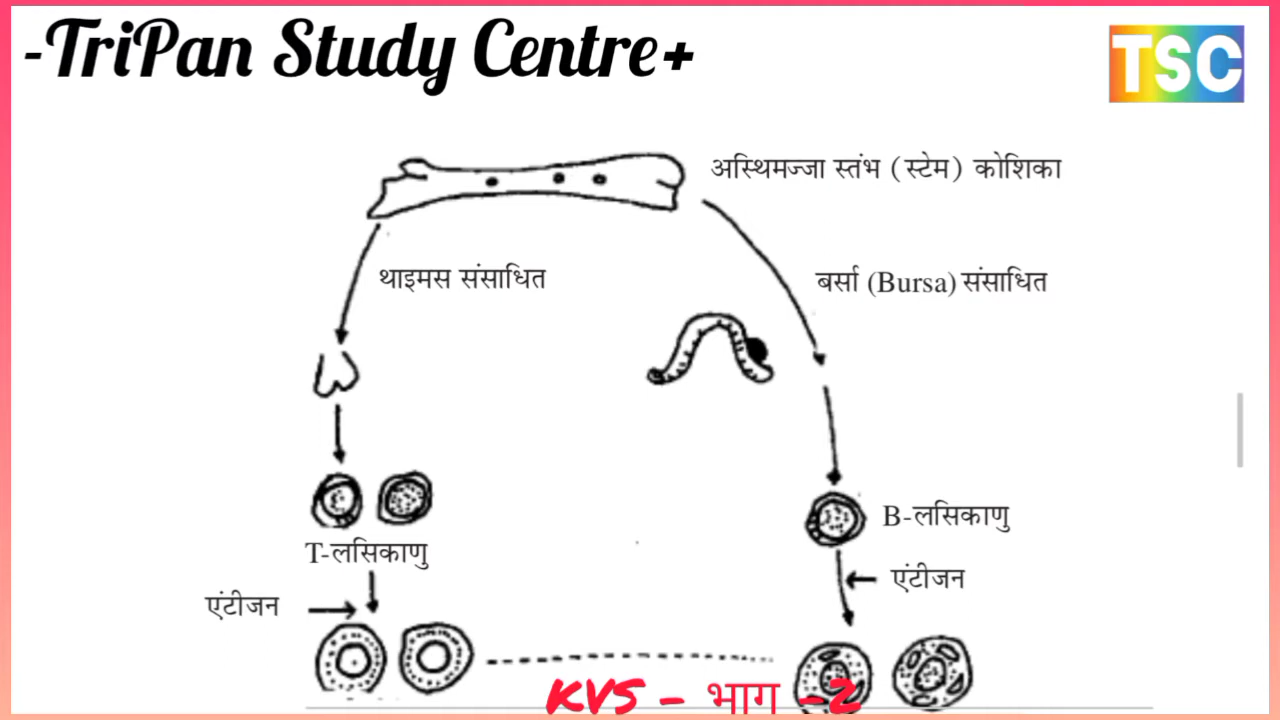 -TriPan Study Centre+
TSC
अस्थिमज्जा स्तंभ (स्टेम) कोशिका
थाइमस संसाधित
बर्सा (Bursa) संसाधित
B-लसिकाणु
T-लसिकाणु
एंटीजन
एंटीजन
KVS - भाग -2